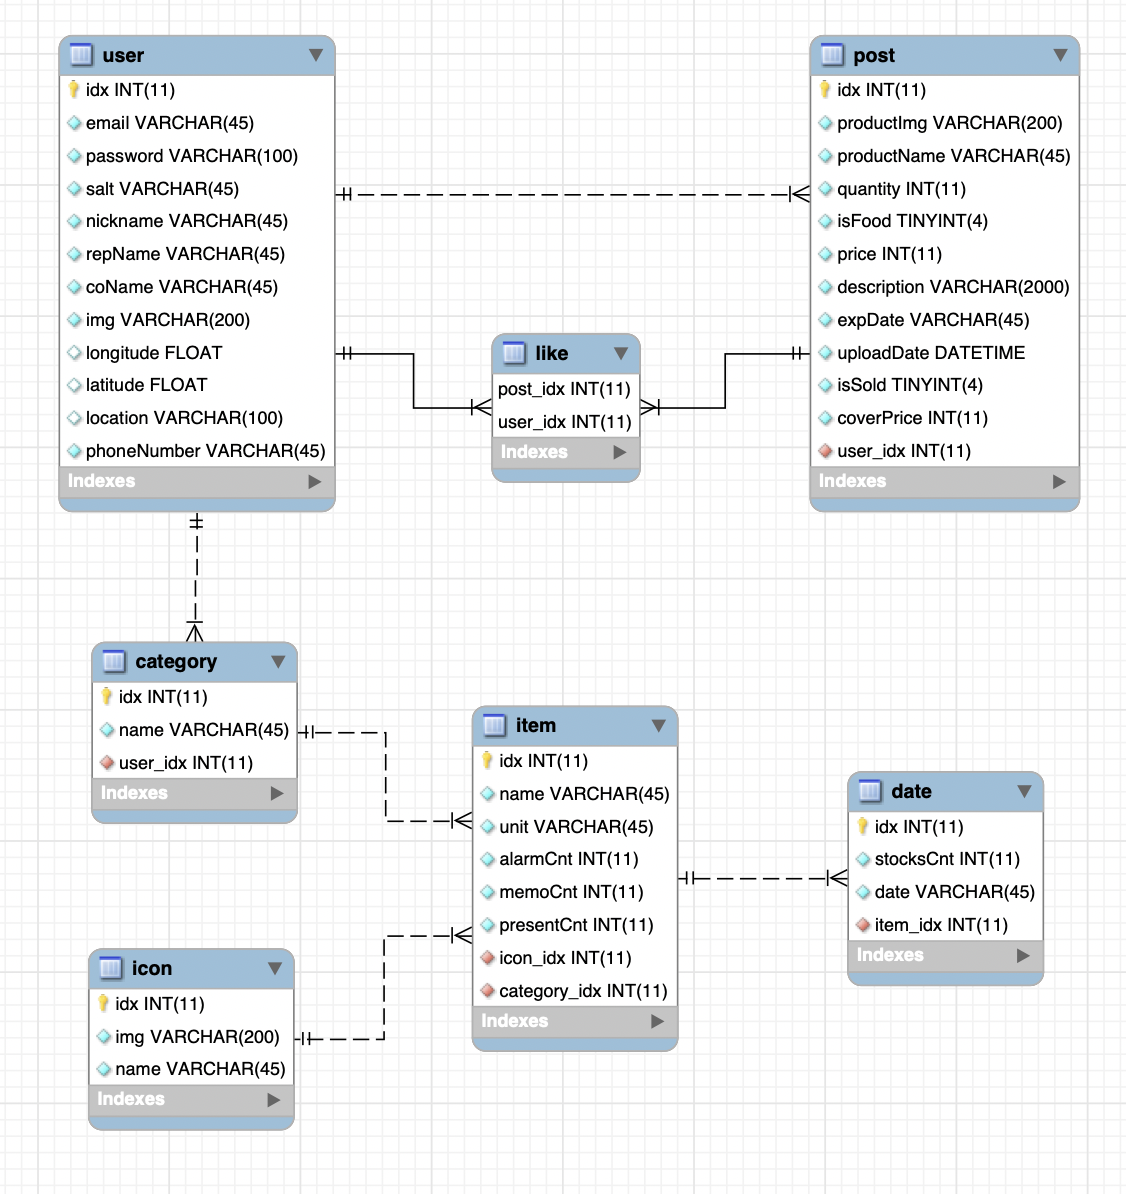 user
idx INT(11)
email VARCHAR(45)
password VARCHAR(100)
salt VARCHAR(45)
nickname VARCHAR(45)
repName VARCHAR(45)
coName VARCHAR(45)
img VARCHAR(200)
longitude FLOAT
latitude FLOAT
location VARCHAR(100)
phoneNumber VARCHAR(45)
Indexes
post
idx INT(11)
productImg VARCHAR(200)
productName VARCHAR(45)
quantity INT(11)
isFood TINYINT(4)
price INT(11)
description VARCHAR(2000)
expDate VARCHAR(45)
uploadDate DATETIME
isSold TINYINT(4)
coverPrice INT(11)
user_idx INT(11)
Indexes
like
post_idx INT(11)
user_idx INT(11)
Indexes
category
idx INT(11)
name VARCHAR(45)
user_idx INT(11)
Indexes
item
idx INT(11)
name VARCHAR(45)
unit VARCHAR(45)
alarmCnt INT(11)
memoCnt INT(11)
presentCnt INT(11)
icon_idx INT(11)
category_idx INT(11)
Indexes
date
idx INT(11)
stocksCnt INT(11)
date VARCHAR(45)
item_idx INT(11)
Indexes
icon
idx INT(11)
img VARCHAR(200)
name VARCHAR(45)
Indexes